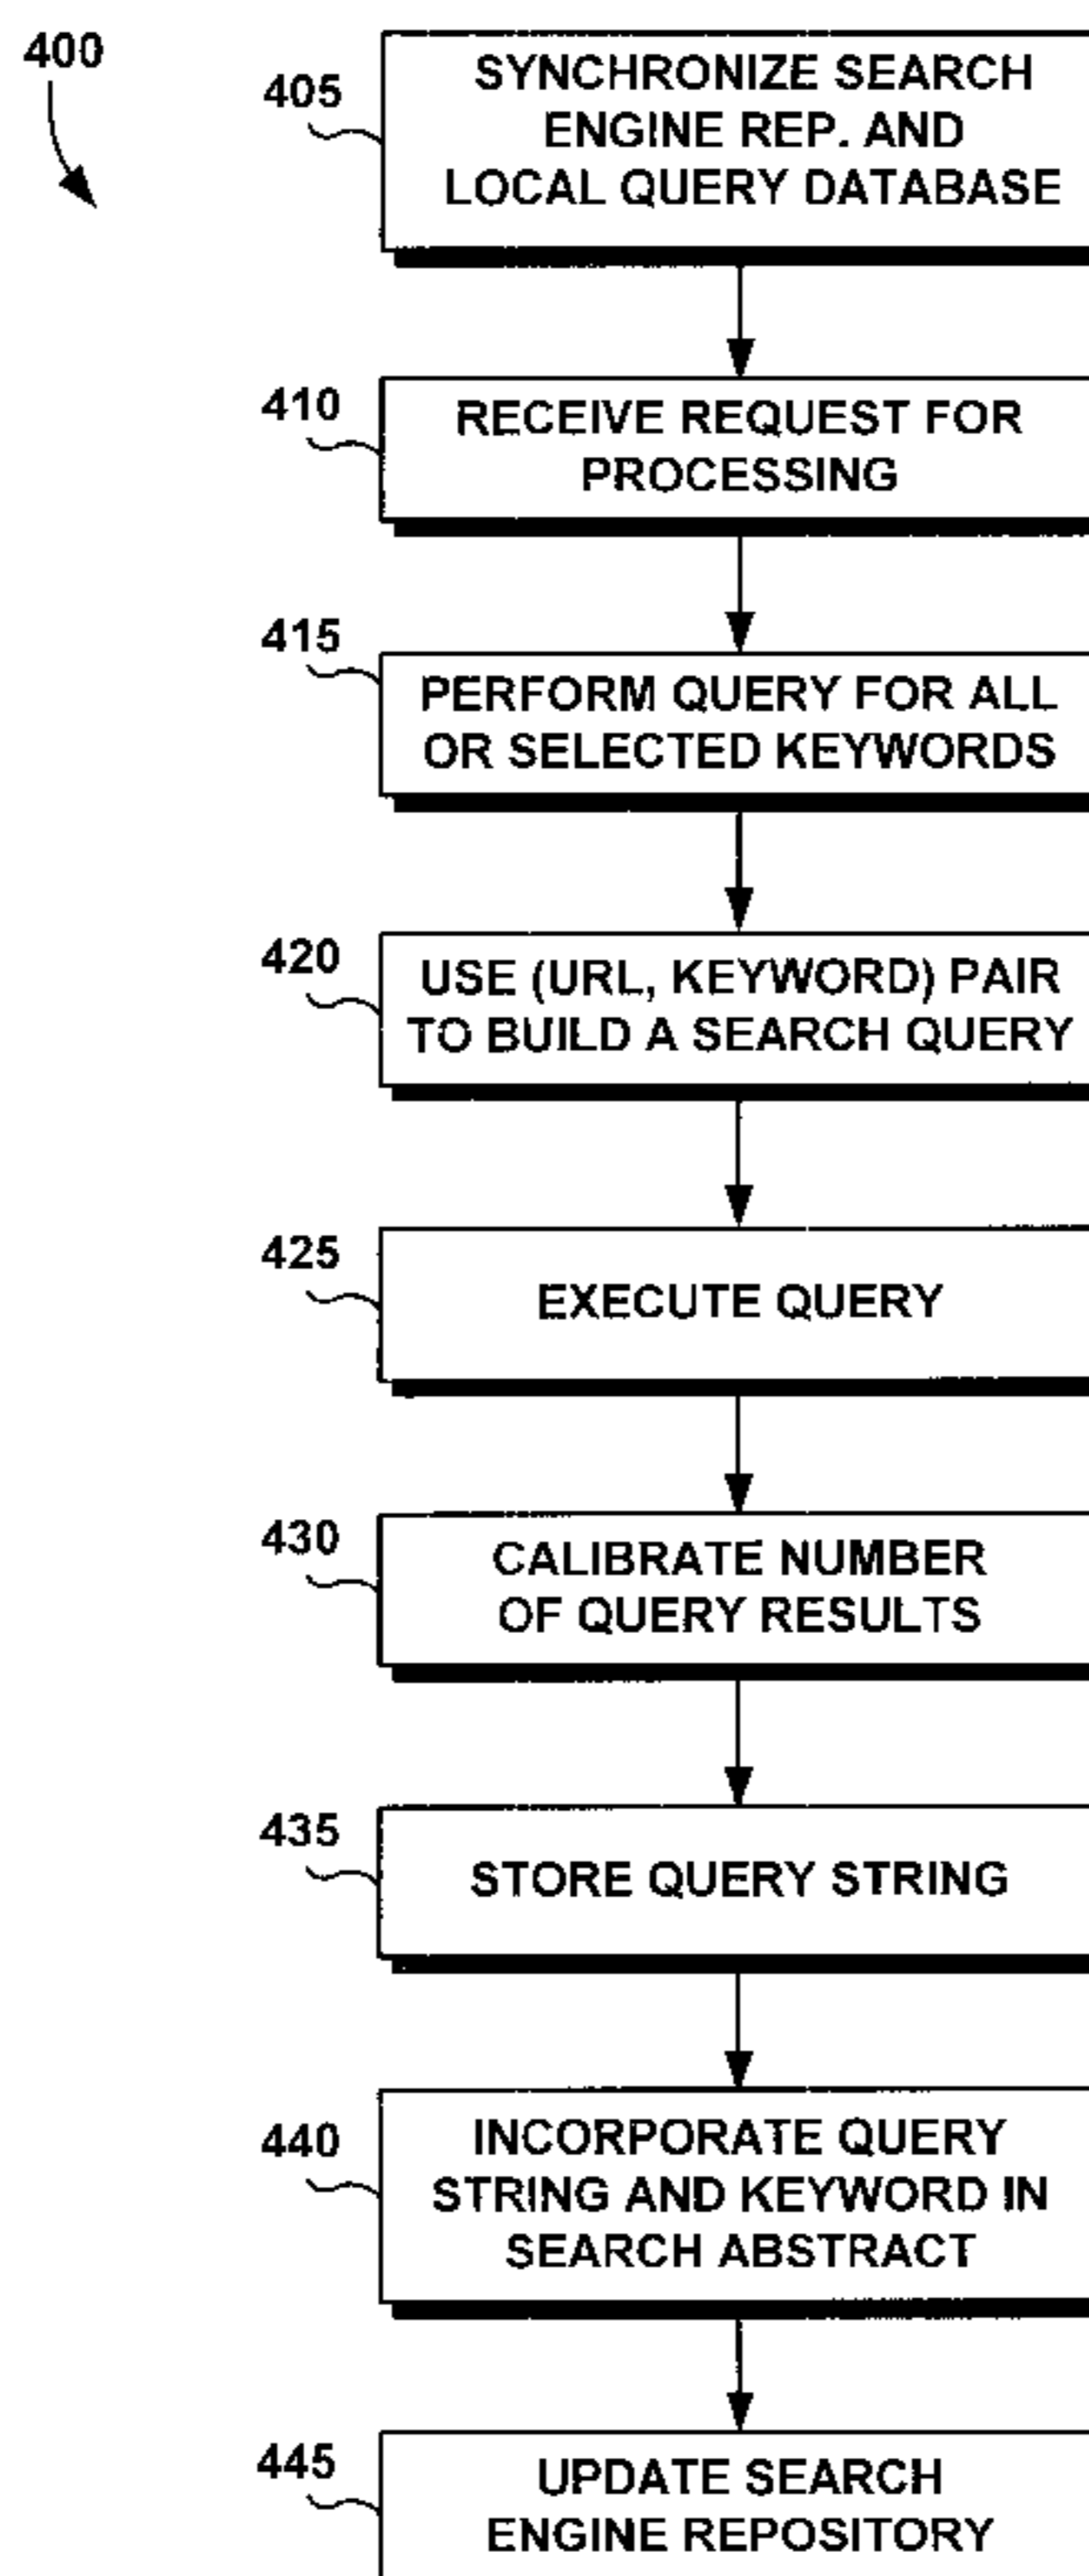 400
405
SYNCHRONIZE SEARCH
ENGINE REP. AND
LOCAL QUERY DATABASE
410
RECEIVE REQUEST FOR
PROCESSING
415
PERFORM QUERY FOR ALL
OR SELECTED KEYWORDS
420
USE (URL, KEYWORD) PAIR
TO BUILD A SEARCH QUERY
425
EXECUTE QUERY
430
CALIBRATE NUMBER
OF QUERY RESULTS
435
STORE QUERY STRING
440
INCORPORATE QUERY
STRING AND KEYWORD IN
SEARCH ABSTRACT
445
UPDATE SEARCH
ENGINE REPOSITORY